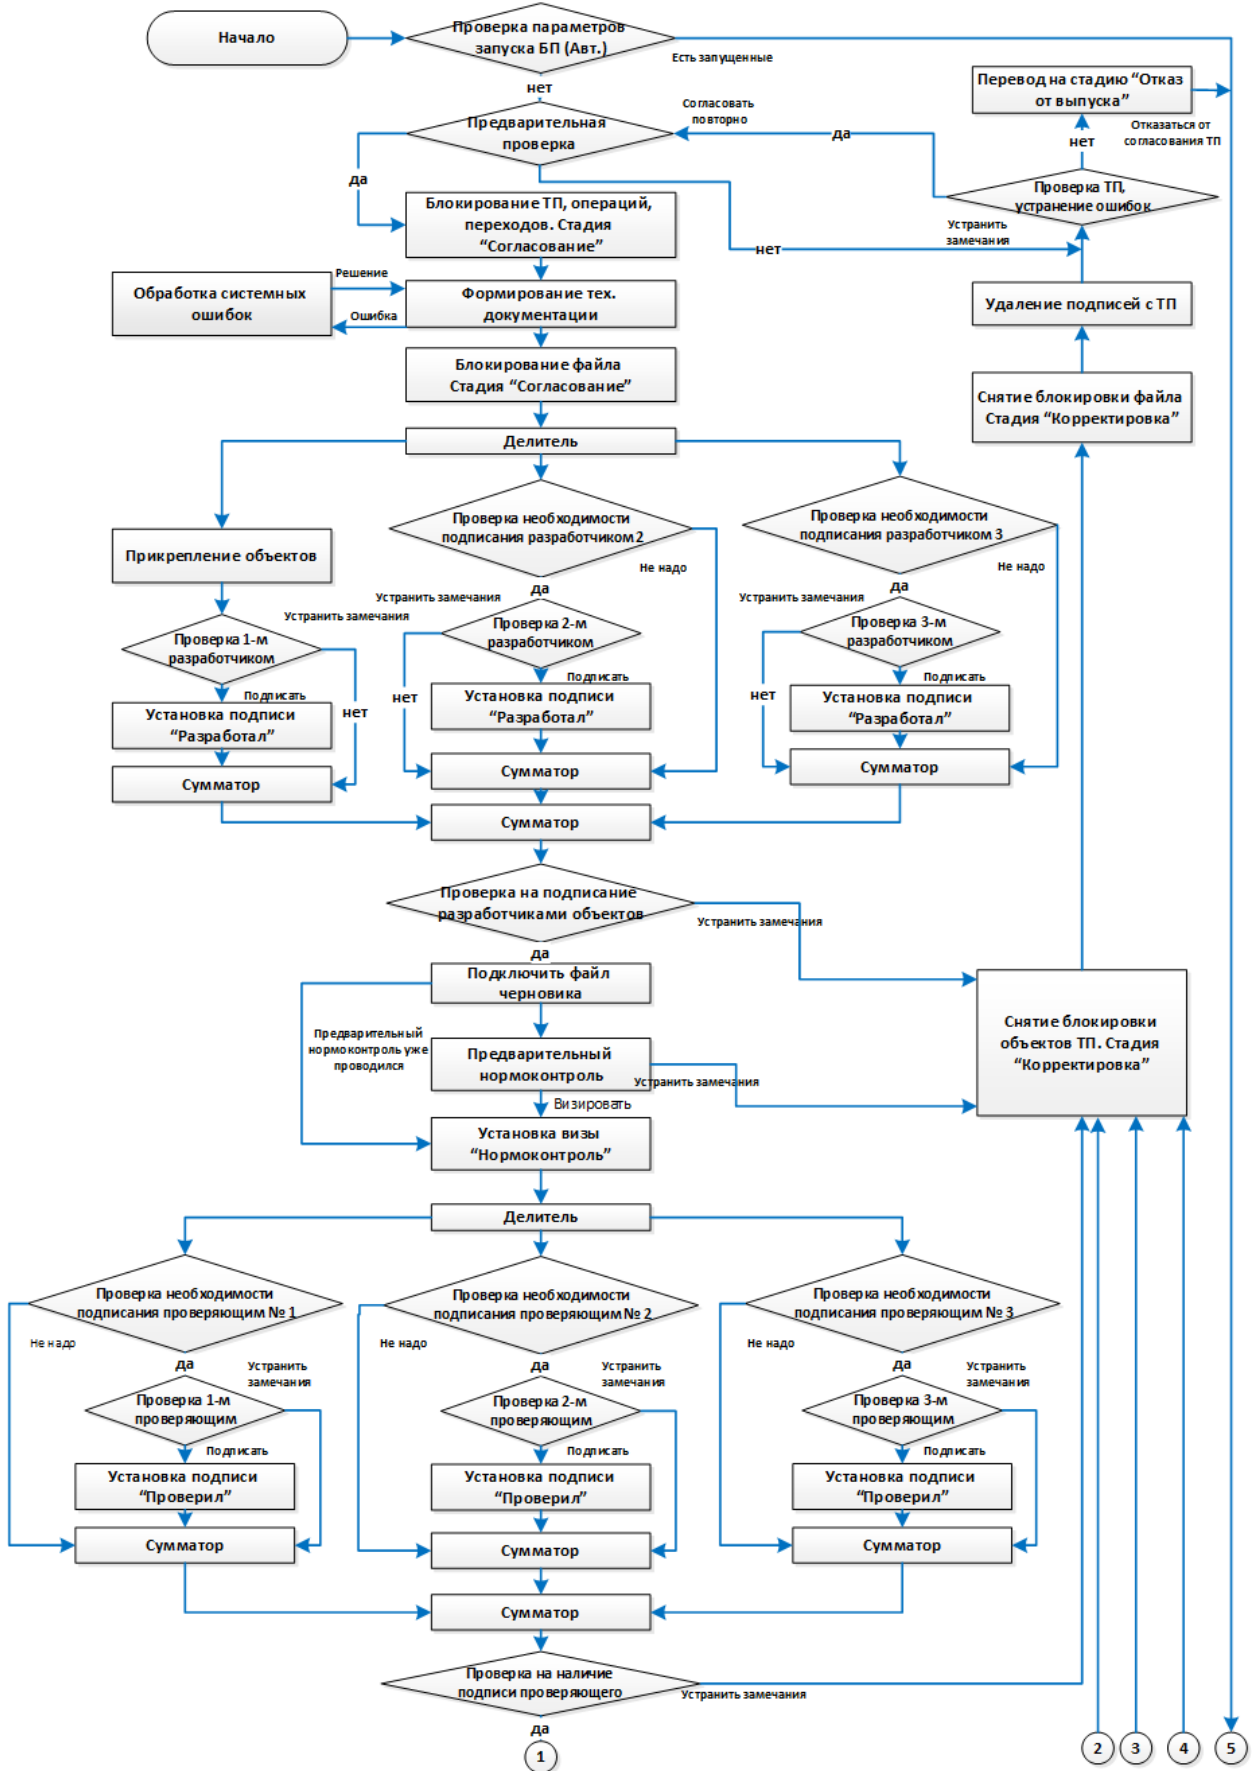 Начало
Проверка параметров
запуска БП (Авт.)
Есть запущенные
нет
Перевод на стадию “Отказ
от выпуска”
Согласовать
повторно
Предварительная
проверка
да
Отказаться от
согласования ТП
нет
да
Проверка ТП,
устранение ошибок
Блокирование ТП, операций,
переходов. Стадия
“Согласование”
Устранить
замечания
нет
Обработка системных
ошибок
Решение
Ошибка
Формирование тех.
документации
Удаление подписей с ТП
Блокирование файла
Стадия “Согласование”
Снятие блокировки файла
Стадия “Корректировка”
Делитель
Прикрепление объектов
Проверка необходимости
подписания разработчиком 2
Проверка необходимости
подписания разработчиком 3
Не надо
Не надо
да
да
Устранить замечания
Устранить замечания
Устранить замечания
Проверка 1-м
разработчиком
Проверка 2-м
разработчиком
Проверка 3-м
разработчиком
Подписать
Подписать
Подписать
нет
нет
нет
Установка подписи
“Разработал”
Установка подписи
“Разработал”
Установка подписи
“Разработал”
Сумматор
Сумматор
Сумматор
Сумматор
Проверка на подписание
разработчиками объектов
Устранить замечания
да
Подключить файл
черновика
Предварительный
нормоконтроль уже
проводился
Предварительный
нормоконтроль
Устранить замечания
Снятие блокировки
объектов ТП. Стадия
“Корректировка”
Визировать
Установка визы
“Нормоконтроль”
Делитель
Проверка необходимости
подписания проверяющим № 1
Проверка необходимости
подписания проверяющим № 2
Проверка необходимости
подписания проверяющим № 3
Не надо
Не надо
Не надо
да
да
да
Устранить
замечания
Устранить
замечания
Устранить
замечания
Проверка 1-м
проверяющим
Проверка 2-м
проверяющим
Проверка 3-м
проверяющим
Подписать
Подписать
Подписать
Установка подписи
“Проверил”
Установка подписи
“Проверил”
Установка подписи
“Проверил”
Сумматор
Сумматор
Сумматор
Сумматор
Проверка на наличие
подписи проверяющего
Устранить замечания
да
1
2
3
4
5